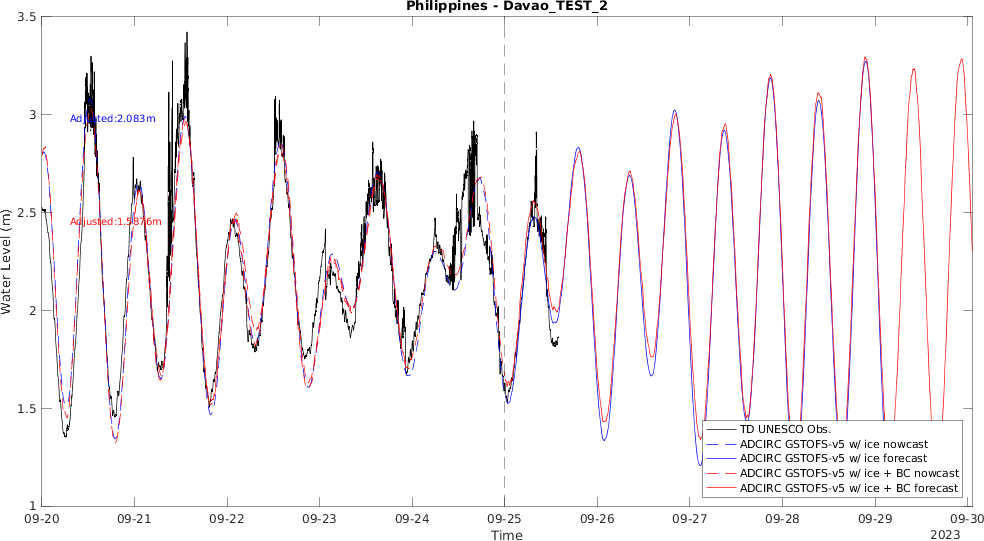 Philippines - Davao_TEST_2
3.5
3
2.5
2
1.5
1
Water Level (m)
Adjusted:2.083m
Adjusted:1.5876m
TD UNESCO Obs.
ADCIRC GSTOFS-v5 w/ ice nowcast
ADCIRC GSTOFS-v5 w/ ice forecast
ADCIRC GSTOFS-v5 w/ ice + BC nowcast
ADCIRC GSTOFS-v5 w/ ice + BC forecast
09-20 09-21 09-22 09-23 09-24 09-25 09-26 09-27 09-28 09-29 09-30
Time
2023